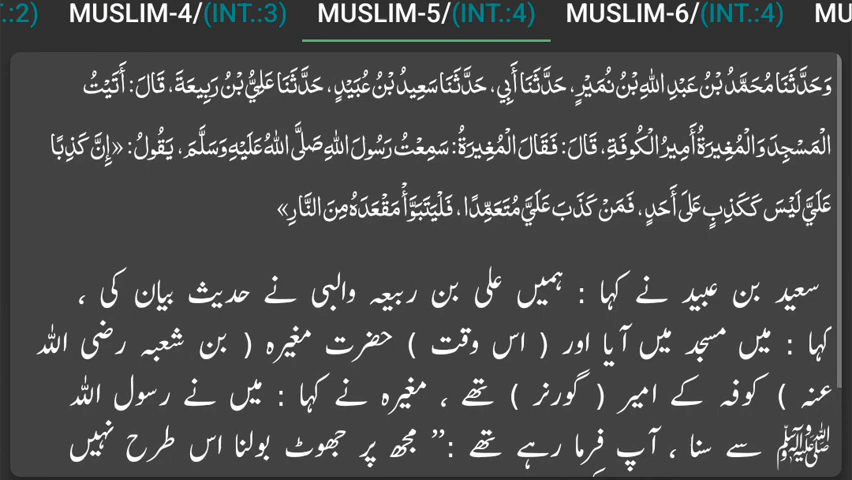 .:2) MUSLIM-4/(INT.:3) MUSLIM-5/(INT.:4) MUSLIM-6/(INT.:4) MU
وَحَدَّثَنَا مُحَمَّدُ بْنُ عَبْدِ اللهِ بْنُ نُمَيْرٍ، حَدَّثَنَا أَبِي، حَدَّثَنَا سَعِيدُ بْنُ عُبَيْدٍ، حَدَّثَنَا عَلِيُّ بْنُ رَبِيعَةَ، قَالَ: أَتَيْتُ
الْمَسْجِدَ وَالْمُغِيرَةُ أَمِيرُ الْكُوفَةِ، قَالَ: فَقَالَ الْمُغِيرَةُ: سَمِعْتُ رَسُولَ اللهِ صَلَّى اللهُ عَلَيْهِ وَسَلَّمَ، يَقُولُ: «إِنَّ كَذِبًا
عَلَيَّ لَيْسَ كَكَذِبٍ عَلَى أَحَدٍ، فَمَنْ كَذَبَ عَلَيَّ مُتَعَمِّدًا، فَلْيَتَبَوَّأْ مَقْعَدَهُ مِنَ النَّارِ»
سعید بن عبید نے کہا : ہمیں علی بن ربیعہ والبی نے حدیث بیان کی ،
کہا : میں مسجد میں آیا اور ( اس وقت ) حضرت مغیرہ ( بن شعبہ رضی اللہ
عنہ ) کوفہ کے امیر ( گورنر ) تھے ، مغیرہ نے کہا : میں نے رسول اللہ
ﷺ سے سنا ، آپ فرما رہے تھے :’’ مجھ پر جھوٹ بولنا اس طرح نہیں